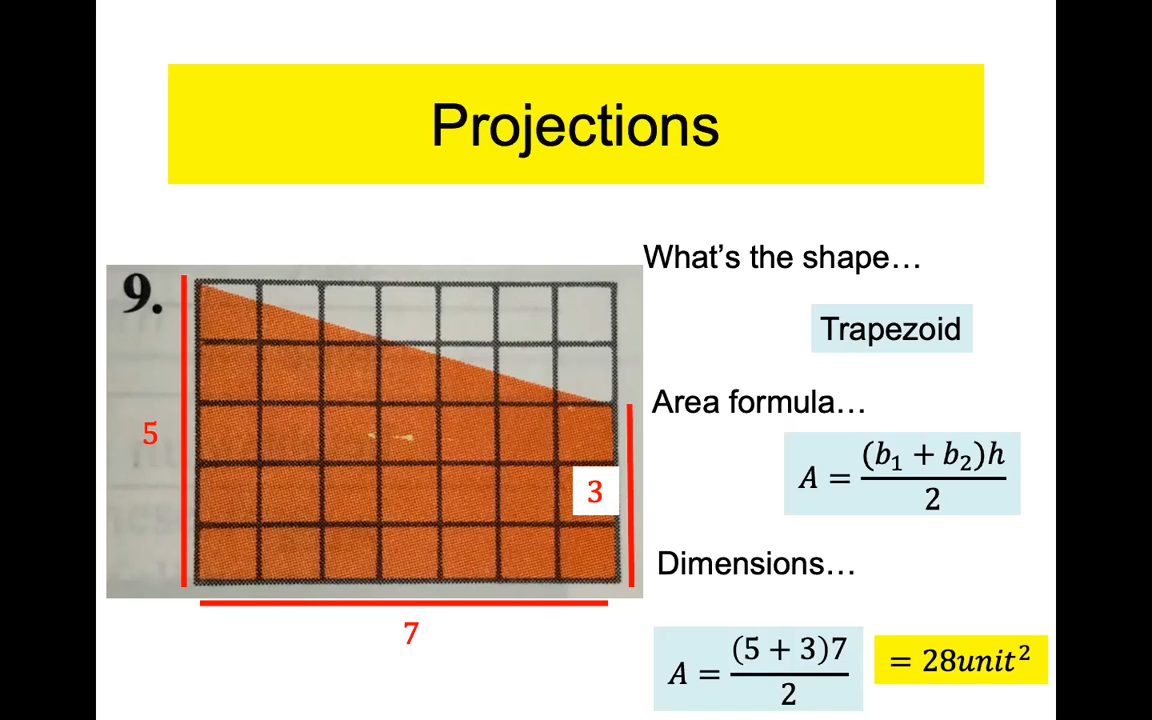 Projections
What's the shape…
9.
Trapezoid
Area formula…
5
A = (b₁ + b₂)h / 2
3
Dimensions…
7
A = (5 + 3)7 / 2
= 28unit²